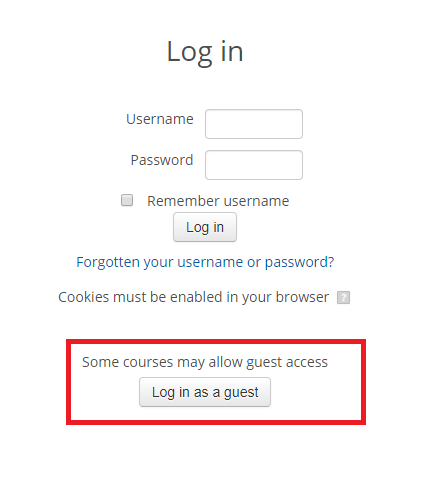 Log in
Username
Password
Remember username
Log in
Forgotten your username or password?
Cookies must be enabled in your browser ?
Some courses may allow guest access
Log in as a guest